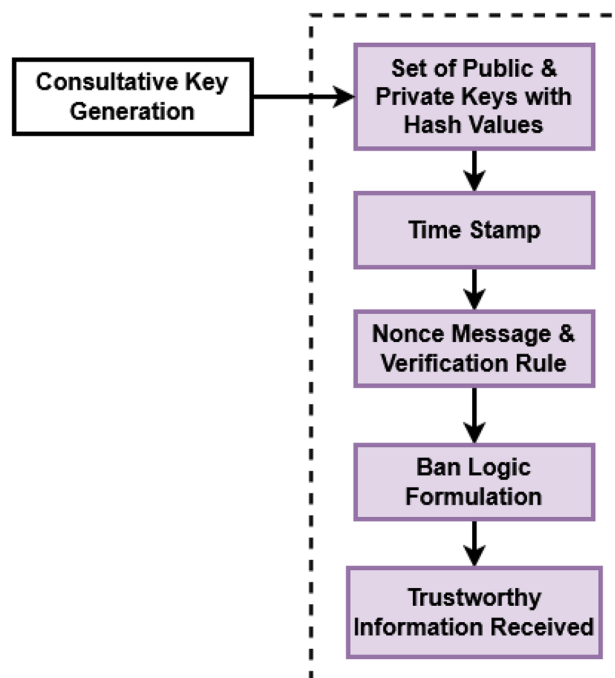 Consultative Key
Generation
Set of Public &
Private Keys with
Hash Values
Time Stamp
Nonce Message &
Verification Rule
Ban Logic
Formulation
Trustworthy
Information Received